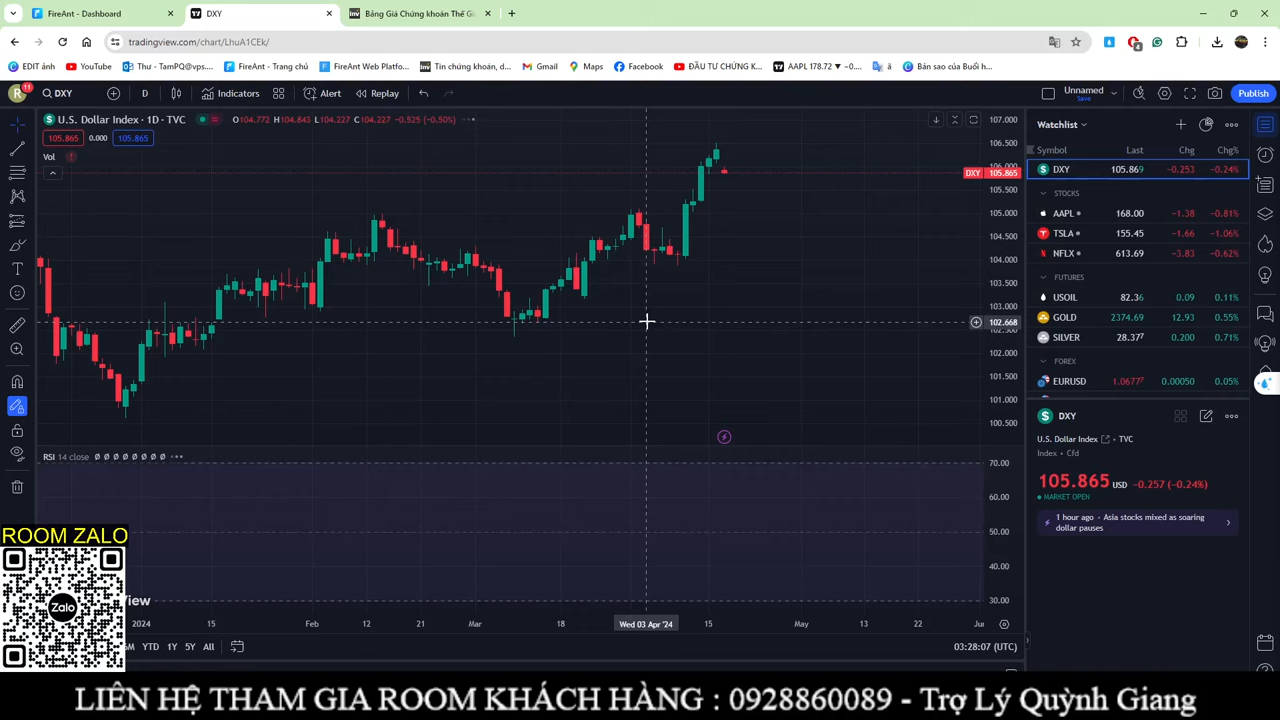 FireAnt - Dashboard
DXY
Bảng Giá Chứng khoán Thế Gi
tradingview.com/chart/LhuA1CEk/
EDIT ảnh
YouTube
Thư - TamPQ@vps....
FireAnt - Trang chủ
FireAnt Web Platfo...
Tin chứng khoán, d...
Gmail
Maps
Facebook
ĐẦU TƯ CHỨNG K...
AAPL 178.72 ▼ −0....
Bản sao của Buổi h...
R
11
DXY
D
Indicators
Alert
Replay
Unnamed
Save
Publish
U.S. Dollar Index · 1D · TVC
O104.772 H104.843 L104.227 C104.227 −0.525 (−0.50%)
105.865
0.000
105.865
Vol
107.000
106.500
106.000
DXY 105.865
105.500
105.000
104.500
104.000
103.500
103.000
102.668
102.500
102.000
101.500
101.000
100.500
RSI 14 close Ø Ø Ø Ø Ø Ø Ø Ø
70.00
60.00
50.00
40.00
30.00
2024
15
Feb
12
21
Mar
18
Wed 03 Apr '24
15
May
13
22
Jun
YTD
1Y
5Y
All
03:28:07 (UTC)
Watchlist
Symbol Last Chg Chg%
DXY 105.869 −0.253 −0.24%
STOCKS
AAPL 168.00 −1.38 −0.81%
TSLA 155.45 −1.66 −1.06%
NFLX 613.69 −3.83 −0.62%
FUTURES
USOIL 82.36 0.09 0.11%
GOLD 2374.69 12.93 0.55%
SILVER 28.377 0.200 0.71%
FOREX
EURUSD 1.0677 0.00050 0.05%
DXY
U.S. Dollar Index · TVC
Index · Cfd
105.865 USD −0.257 (−0.24%)
MARKET OPEN
1 hour ago · Asia stocks mixed as soaring
dollar pauses
ROOM ZALO
Zalo
LIÊN HỆ THAM GIA ROOM KHÁCH HÀNG : 0928860089 - Trợ Lý Quỳnh Giang